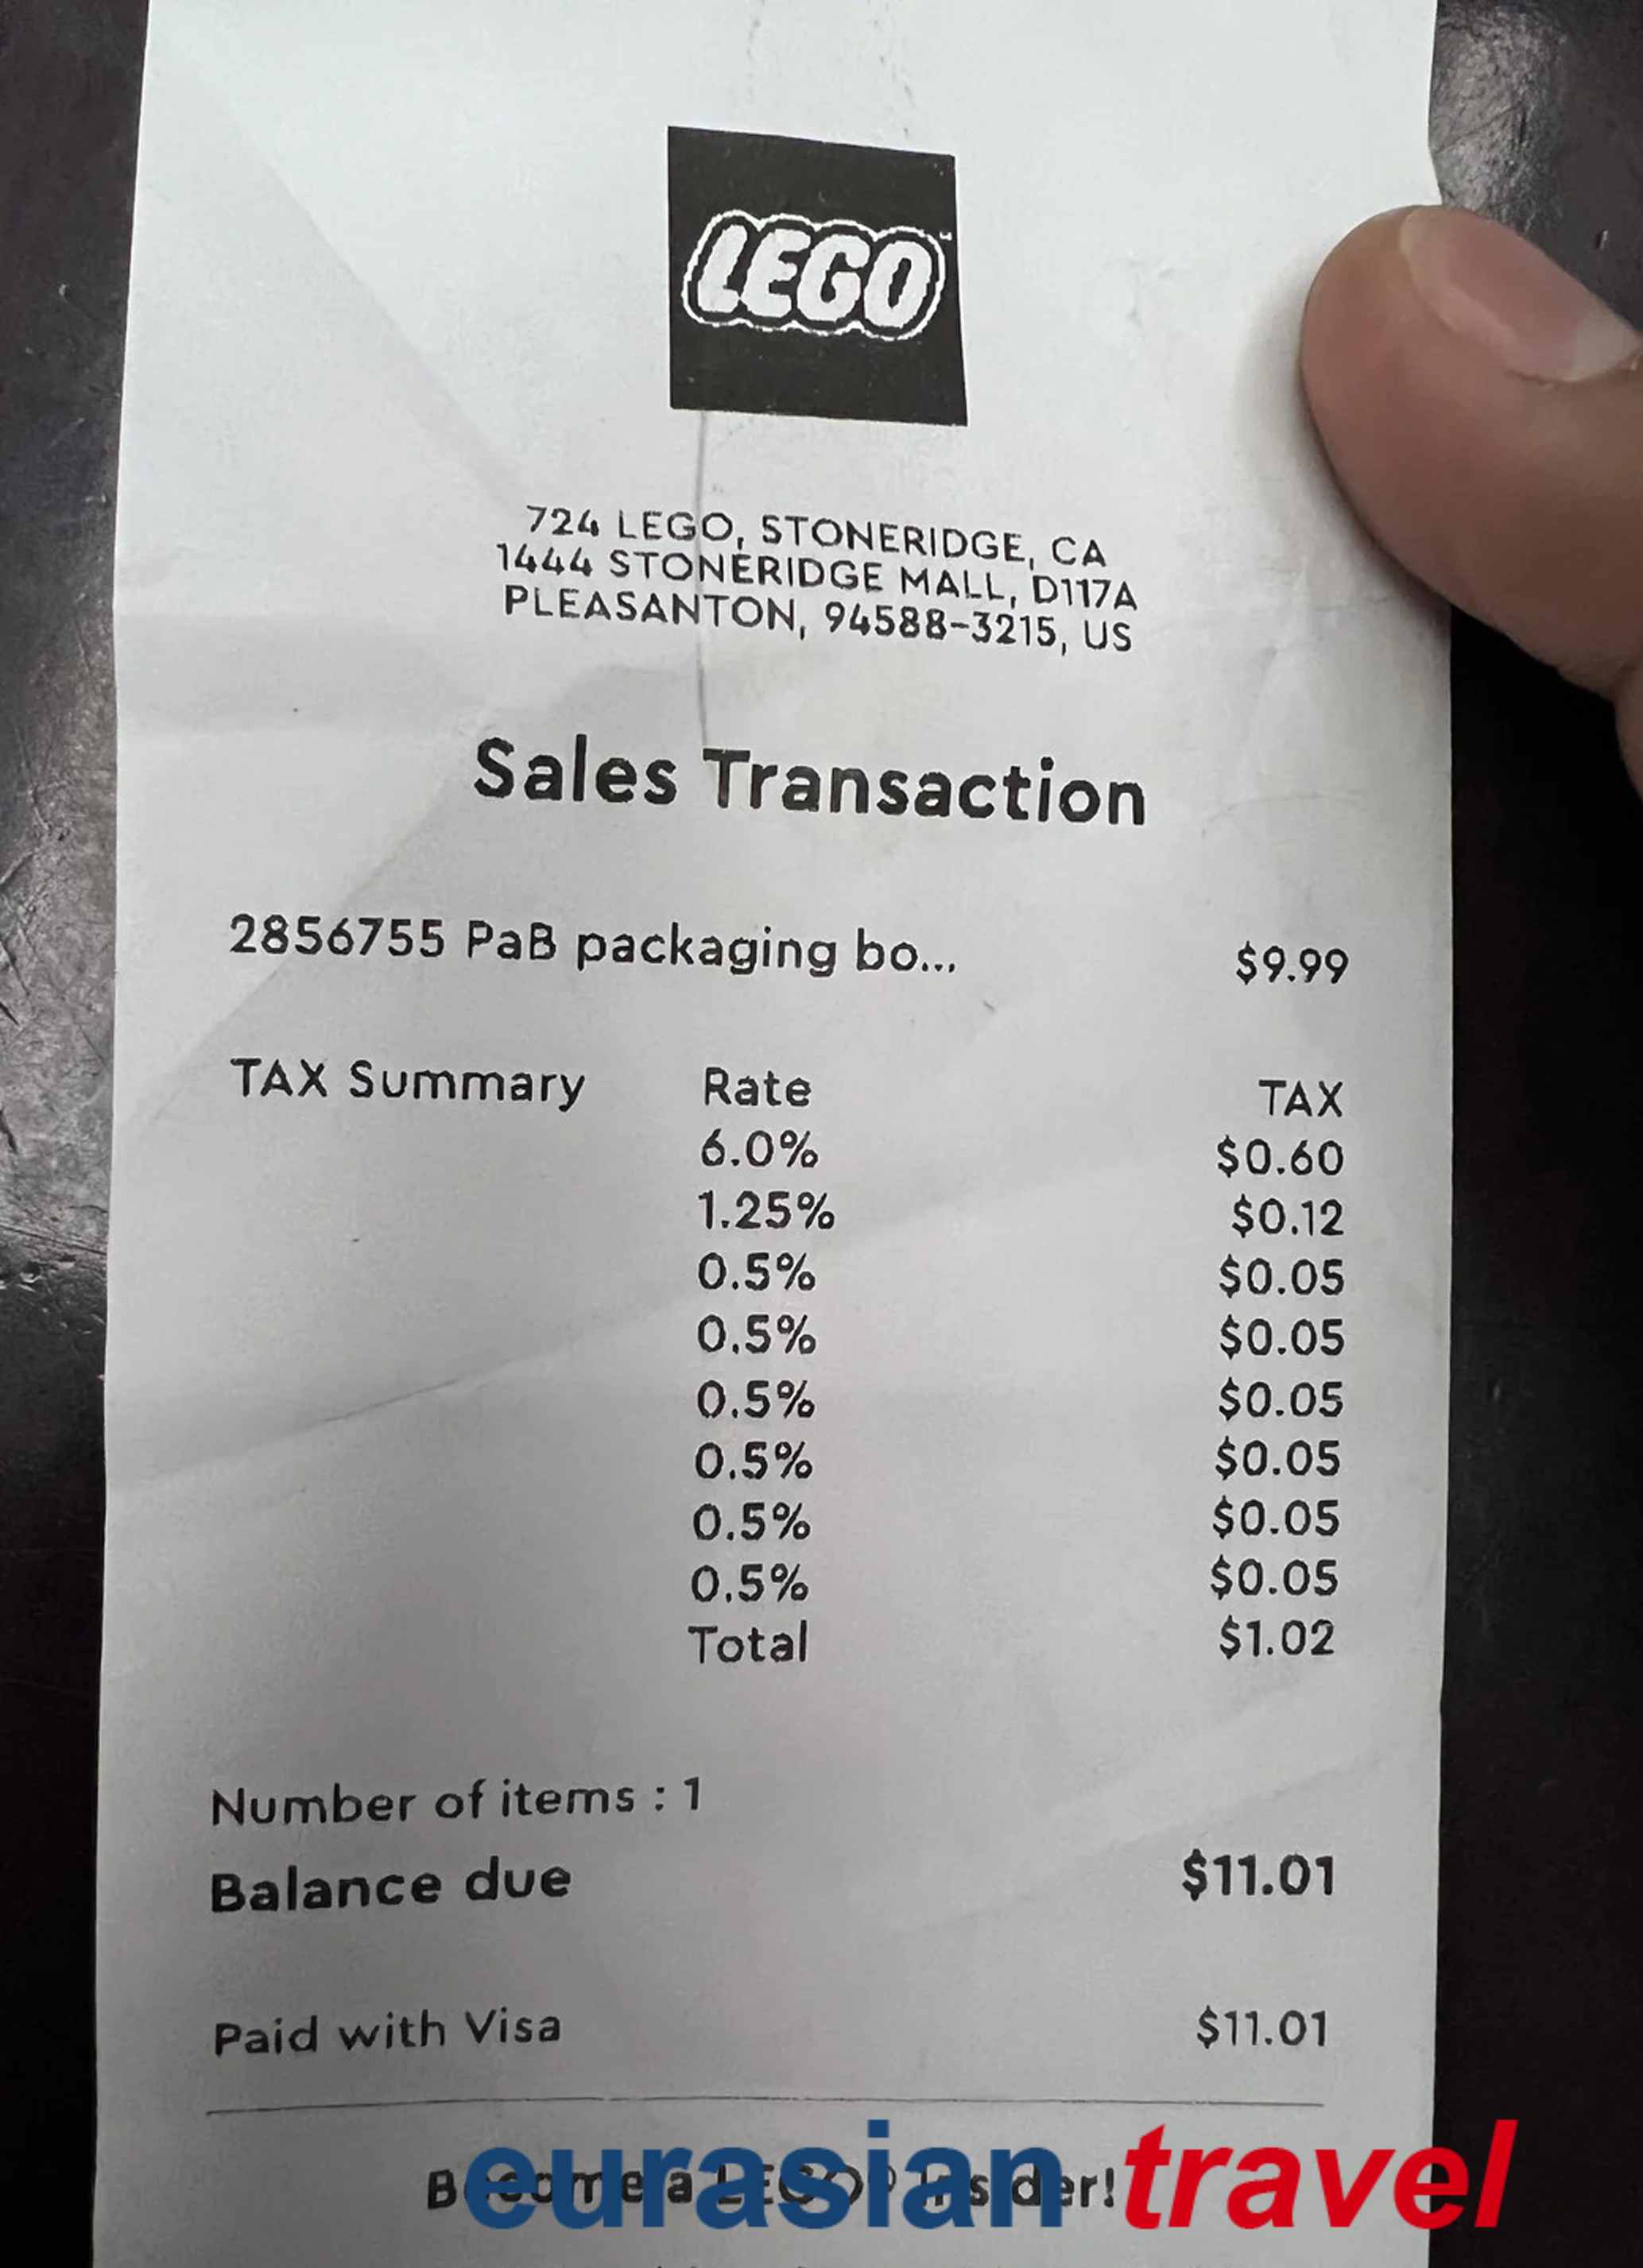 LEGO™
724 LEGO, STONERIDGE, CA
1444 STONERIDGE MALL, D117A
PLEASANTON, 94588-3215, US
Sales Transaction
2856755 PaB packaging bo... $9.99
TAX Summary Rate TAX
6.0% $0.60
1.25% $0.12
0.5% $0.05
0.5% $0.05
0.5% $0.05
0.5% $0.05
0.5% $0.05
0.5% $0.05
Total $1.02
Number of items : 1
Balance due $11.01
Paid with Visa $11.01
Become a LEGO® Insider!
eurasian travel